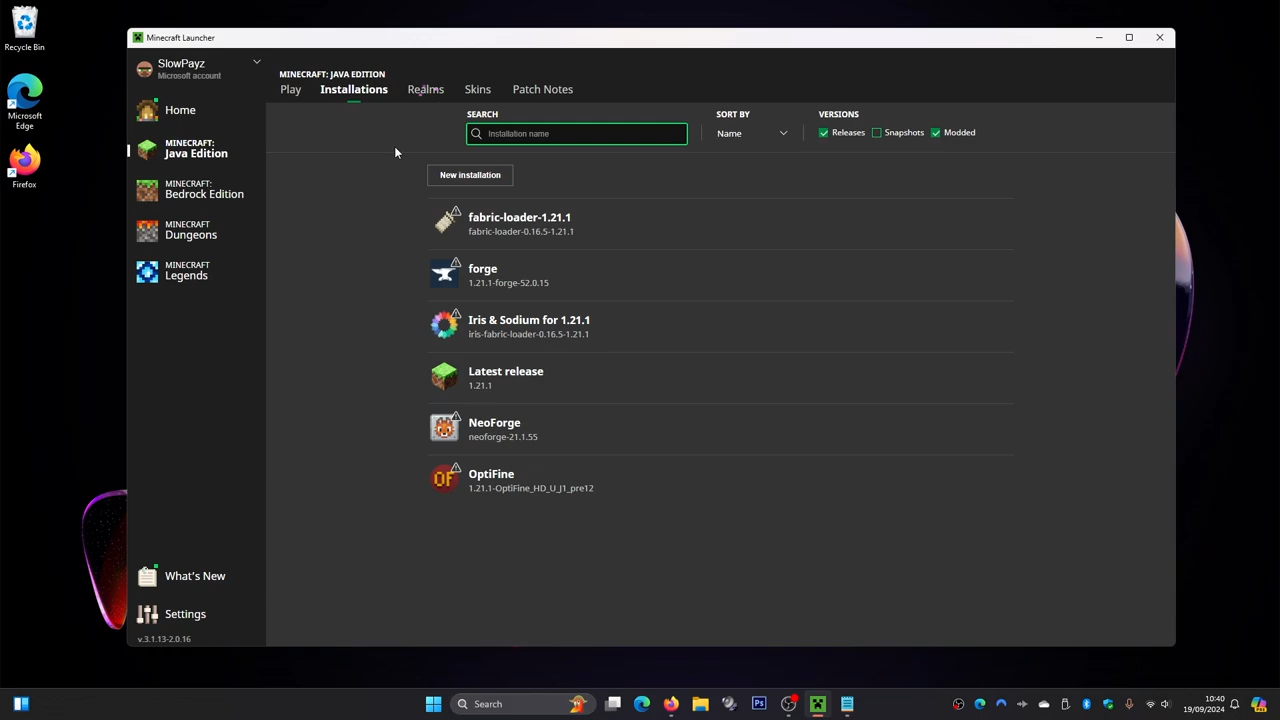 Recycle Bin
Microsoft
Edge
Firefox
Minecraft Launcher
SlowPayz
Microsoft account
Home
MINECRAFT:
Java Edition
MINECRAFT:
Bedrock Edition
MINECRAFT
Dungeons
MINECRAFT
Legends
What's New
Settings
v.3.1.13-2.0.16
MINECRAFT: JAVA EDITION
Play Installations Realms Skins Patch Notes
SEARCH SORT BY VERSIONS
Installation name Name Releases Snapshots Modded
New installation
fabric-loader-1.21.1
fabric-loader-0.16.5-1.21.1
forge
1.21.1-forge-52.0.15
Iris & Sodium for 1.21.1
iris-fabric-loader-0.16.5-1.21.1
Latest release
1.21.1
NeoForge
neoforge-21.1.55
OF
OptiFine
1.21.1-OptiFine_HD_U_J1_pre12
Search
Ps
10:40
19/09/2024